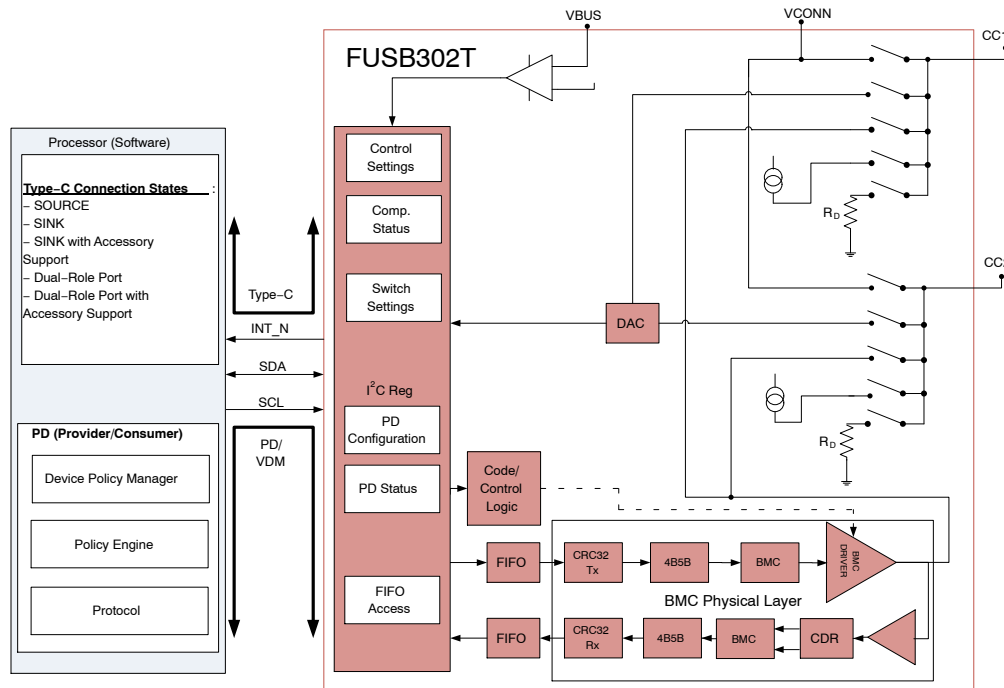 VBUS
VCONN
CC1
FUSB302T
Processor (Software)
Type−C Connection States :
− SOURCE
− SINK
− SINK with Accessory
Support
− Dual−Role Port
− Dual−Role Port with
Accessory Support
Type−C
INT_N
SDA
SCL
PD/
VDM
PD (Provider/Consumer)
Device Policy Manager
Policy Engine
Protocol
Control
Settings
Comp.
Status
Switch
Settings
I2C Reg
PD
Configuration
PD Status
FIFO
Access
Code/
Control
Logic
DAC
RD
CC2
RD
FIFO
CRC32
Tx
4B5B
BMC
BMC
DRIVER
BMC Physical Layer
FIFO
CRC32
Rx
4B5B
BMC
CDR